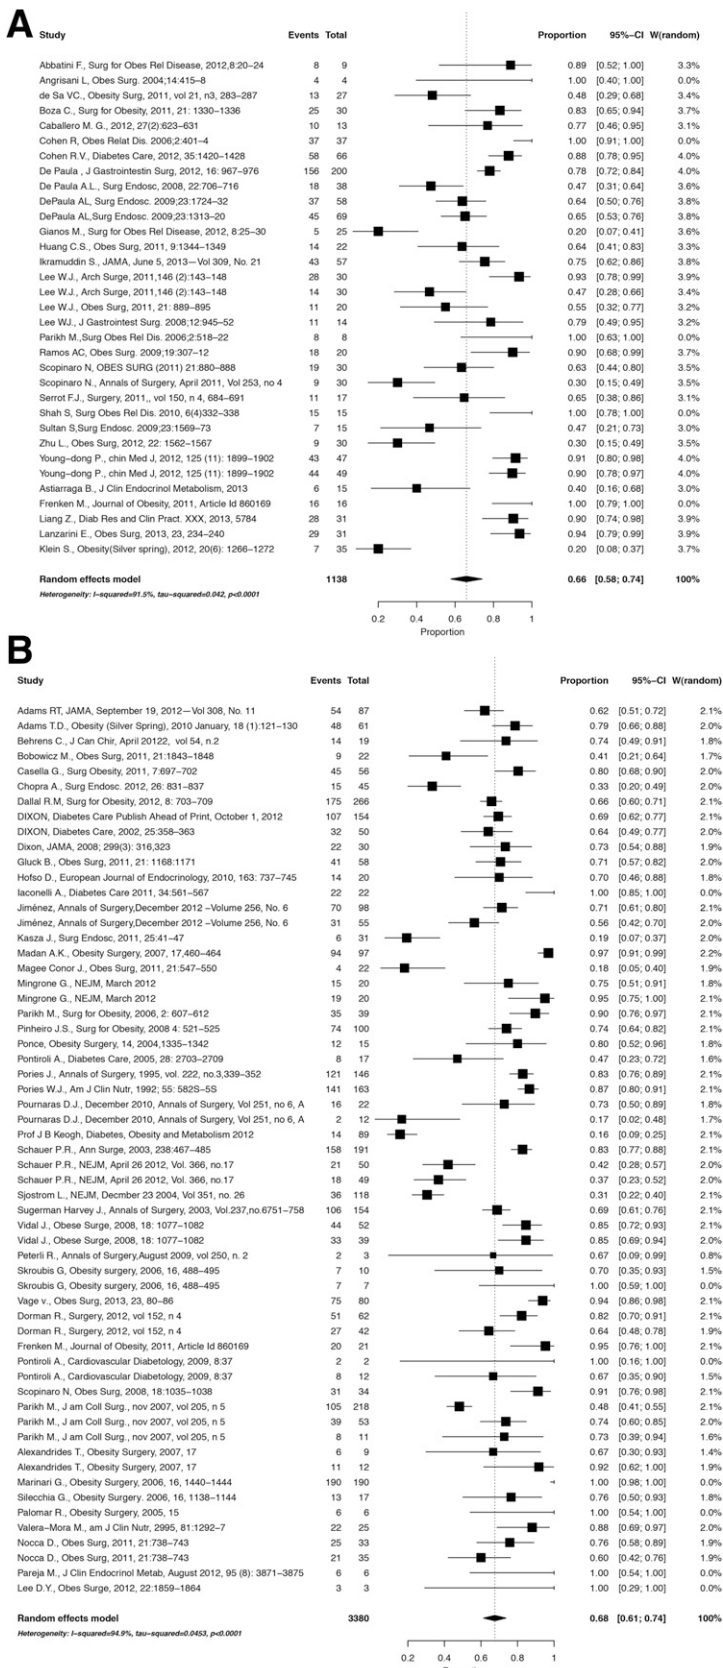 A
Study Events Total Proportion 95%−CI W(random)
Abbatini F., Surg for Obes Rel Disease, 2012,8:20−24 8 9 0.89 [0.52; 1.00] 3.3%
Angrisani L, Obes Surg. 2004;14:415−8 4 4 1.00 [0.40; 1.00] 0.0%
de Sa VC., Obesity Surg, 2011, vol 21, n3, 283−287 13 27 0.48 [0.29; 0.68] 3.4%
Boza C., Surg for Obesity, 2011, 21: 1330−1336 25 30 0.83 [0.65; 0.94] 3.7%
Caballero M. G., 2012, 27(2):623−631 10 13 0.77 [0.46; 0.95] 3.1%
Cohen R, Obes Relat Dis. 2006;2:401−4 37 37 1.00 [0.91; 1.00] 0.0%
Cohen R.V., Diabetes Care, 2012, 35:1420−1428 58 66 0.88 [0.78; 0.95] 4.0%
De Paula , J Gastrointestin Surg, 2012, 16: 967−976 156 200 0.78 [0.72; 0.84] 4.0%
De Paula A.L., Surg Endosc, 2008, 22:706−716 18 38 0.47 [0.31; 0.64] 3.6%
DePaula AL, Surg Endosc. 2009;23:1724−32 37 58 0.64 [0.50; 0.76] 3.8%
DePaula AL,Surg Endosc. 2009;23:1313−20 45 69 0.65 [0.53; 0.76] 3.8%
Gianos M., Surg for Obes Rel Disease, 2012, 8:25−30 5 25 0.20 [0.07; 0.41] 3.6%
Huang C.S., Obes Surg, 2011, 9:1344−1349 14 22 0.64 [0.41; 0.83] 3.3%
Ikramuddin S., JAMA, June 5, 2013—Vol 309, No. 21 43 57 0.75 [0.62; 0.86] 3.9%
Lee W.J., Arch Surge, 2011,146 (2):143−148 28 30 0.93 [0.78; 0.99] 3.9%
Lee W.J., Arch Surge, 2011,146 (2):143−148 14 30 0.47 [0.28; 0.66] 3.4%
Lee W.J., Obes Surg, 2011, 21: 889−895 11 20 0.55 [0.32; 0.77] 3.2%
Lee WJ., J Gastrointest Surg. 2008;12:945−52 11 14 0.79 [0.49; 0.95] 3.2%
Parikh M.,Surg Obes Rel Dis. 2006;2:518−22 8 8 1.00 [0.63; 1.00] 0.0%
Ramos AC, Obes Surg. 2009;19:307−12 18 20 0.90 [0.68; 0.99] 3.7%
Scopinaro N, OBES SURG (2011) 21:880−888 19 30 0.63 [0.44; 0.80] 3.5%
Scopinaro N., Annals of Surgery, April 2011, Vol 253, no 4 9 30 0.30 [0.15; 0.49] 3.5%
Serrot F.J., Surgery, 2011,, vol 150, n 4, 684−691 11 17 0.65 [0.38; 0.86] 3.1%
Shah S, Surg Obes Rel Dis. 2010, 6(4)332−338 15 15 1.00 [0.78; 1.00] 0.0%
Sultan S,Surg Endosc. 2009;23:1569−73 7 15 0.47 [0.21; 0.73] 3.0%
Zhu L., Obes Surg, 2012, 22: 1562−1567 9 30 0.30 [0.15; 0.49] 3.5%
Young−dong P., chin Med J, 2012, 125 (11): 1899−1902 43 47 0.91 [0.80; 0.98] 4.0%
Young−dong P., chin Med J, 2012, 125 (11): 1899−1902 44 49 0.90 [0.78; 0.97] 4.0%
Astiarraga B., J Clin Endocrinol Metabolism, 2013 6 15 0.40 [0.16; 0.68] 3.0%
Frenken M., Journal of Obesity, 2011, Article Id 860169 16 16 1.00 [0.79; 1.00] 0.0%
Liang Z., Diab Res and Clin Pract. XXX, 2013, 5784 28 31 0.90 [0.74; 0.98] 3.9%
Lanzarini E., Obes Surg, 2013, 23, 234−240 29 31 0.94 [0.79; 0.99] 3.9%
Klein S., Obesity(Silver spring), 2012, 20(6): 1266−1272 7 35 0.20 [0.08; 0.37] 3.7%
Random effects model 1138 0.66 [0.58; 0.74] 100%
Heterogeneity: I−squared=91.5%, tau−squared=0.042, p<0.0001
0.2 0.4 0.6 0.8 1
Proportion
B
Study Events Total Proportion 95%−CI W(random)
Adams RT, JAMA, September 19, 2012—Vol 308, No. 11 54 87 0.62 [0.51; 0.72] 2.1%
Adams T.D., Obesity (Silver Spring), 2010 January, 18 (1):121−130 48 61 0.79 [0.66; 0.88] 2.0%
Behrens C., J Can Chir, April 20122, vol 54, n.2 14 19 0.74 [0.49; 0.91] 1.8%
Bobowicz M., Obes Surg, 2011, 21:1843−1848 9 22 0.41 [0.21; 0.64] 1.7%
Casella G., Surg Obesity, 2011, 7:697−702 45 56 0.80 [0.68; 0.90] 2.0%
Chopra A., Surg Endosc. 2012, 26: 831−837 15 45 0.33 [0.20; 0.49] 2.0%
Dallal R.M, Surg for Obesity, 2012, 8: 703−709 175 266 0.66 [0.60; 0.71] 2.1%
DIXON, Diabetes Care Publish Ahead of Print, October 1, 2012 107 154 0.69 [0.62; 0.77] 2.1%
DIXON, Diabetes Care, 2002, 25:358−363 32 50 0.64 [0.49; 0.77] 2.0%
Dixon, JAMA, 2008; 299(3): 316,323 22 30 0.73 [0.54; 0.88] 1.9%
Gluck B., Obes Surg, 2011, 21: 1168:1171 41 58 0.71 [0.57; 0.82] 2.0%
Hofso D., European Journal of Endocrinology, 2010, 163: 737−745 14 20 0.70 [0.46; 0.88] 1.8%
Iaconelli A., Diabetes Care 2011, 34:561−567 22 22 1.00 [0.85; 1.00] 0.0%
Jiménez, Annals of Surgery,December 2012 −Volume 256, No. 6 70 98 0.71 [0.61; 0.80] 2.1%
Jiménez, Annals of Surgery,December 2012 −Volume 256, No. 6 31 55 0.56 [0.42; 0.70] 2.0%
Kasza J., Surg Endosc, 2011, 25:41−47 6 31 0.19 [0.07; 0.37] 2.0%
Madan A.K., Obesity Surgery, 2007, 17,460−464 94 97 0.97 [0.91; 0.99] 2.2%
Magee Conor J., Obes Surg, 2011, 21:547−550 4 22 0.18 [0.05; 0.40] 1.9%
Mingrone G., NEJM, March 2012 15 20 0.75 [0.51; 0.91] 1.8%
Mingrone G., NEJM, March 2012 19 20 0.95 [0.75; 1.00] 2.1%
Parikh M., Surg for Obesity, 2006, 2: 607−612 35 39 0.90 [0.76; 0.97] 2.1%
Pinheiro J.S., Surg for Obesity, 2008 4: 521−525 74 100 0.74 [0.64; 0.82] 2.1%
Ponce, Obesity Surgery, 14, 2004,1335−1342 12 15 0.80 [0.52; 0.96] 1.8%
Pontiroli A., Diabetes Care, 2005, 28: 2703−2709 8 17 0.47 [0.23; 0.72] 1.6%
Pories J., Annals of Surgery, 1995, vol. 222, no.3,339−352 121 146 0.83 [0.76; 0.89] 2.1%
Pories W.J., Am J Clin Nutr, 1992; 55: 582S−5S 141 163 0.87 [0.80; 0.91] 2.1%
Pournaras D.J., December 2010, Annals of Surgery, Vol 251, no 6, A 16 22 0.73 [0.50; 0.89] 1.8%
Pournaras D.J., December 2010, Annals of Surgery, Vol 251, no 6, A 2 12 0.17 [0.02; 0.48] 1.7%
Prof J B Keogh, Diabetes, Obesity and Metabolism 2012 14 89 0.16 [0.09; 0.25] 2.1%
Schauer P.R., Ann Surge, 2003, 238:467−485 158 191 0.83 [0.77; 0.88] 2.1%
Schauer P.R., NEJM, April 26 2012, Vol. 366, no.17 21 50 0.42 [0.28; 0.57] 2.0%
Schauer P.R., NEJM, April 26 2012, Vol. 366, no.17 18 49 0.37 [0.23; 0.52] 2.0%
Sjostrom L., NEJM, Decmber 23 2004, Vol 351, no. 26 36 118 0.31 [0.22; 0.40] 2.1%
Sugerman Harvey J., Annals of Surgery, 2003, Vol.237,no.6751−758 106 154 0.69 [0.61; 0.76] 2.1%
Vidal J., Obese Surge, 2008, 18: 1077−1082 44 52 0.85 [0.72; 0.93] 2.1%
Vidal J., Obese Surge, 2008, 18: 1077−1082 33 39 0.85 [0.69; 0.94] 2.0%
Peterli R., Annals of Surgery,August 2009, vol 250, n. 2 2 3 0.67 [0.09; 0.99] 0.8%
Skroubis G, Obesity surgery, 2006, 16, 488−495 7 10 0.70 [0.35; 0.93] 1.5%
Skroubis G, Obesity surgery, 2006, 16, 488−495 7 7 1.00 [0.59; 1.00] 0.0%
Vage v., Obes Surg, 2013, 23, 80−86 75 80 0.94 [0.86; 0.98] 2.1%
Dorman R., Surgery, 2012, vol 152, n 4 51 62 0.82 [0.70; 0.91] 2.1%
Dorman R., Surgery, 2012, vol 152, n 4 27 42 0.64 [0.48; 0.78] 1.9%
Frenken M., Journal of Obesity, 2011, Article Id 860169 20 21 0.95 [0.76; 1.00] 2.1%
Pontiroli A., Cardiovascular Diabetology, 2009, 8:37 2 2 1.00 [0.16; 1.00] 0.0%
Pontiroli A., Cardiovascular Diabetology, 2009, 8:37 8 12 0.67 [0.35; 0.90] 1.5%
Scopinaro N, Obes Surg, 2008, 18:1035−1038 31 34 0.91 [0.76; 0.98] 2.1%
Parikh M., J am Coll Surg., nov 2007, vol 205, n 5 105 218 0.48 [0.41; 0.55] 2.1%
Parikh M., J am Coll Surg., nov 2007, vol 205, n 5 39 53 0.74 [0.60; 0.85] 2.0%
Parikh M., J am Coll Surg., nov 2007, vol 205, n 5 8 11 0.73 [0.39; 0.94] 1.6%
Alexandrides T., Obesity Surgery, 2007, 17 6 9 0.67 [0.30; 0.93] 1.4%
Alexandrides T., Obesity Surgery, 2007, 17 11 12 0.92 [0.62; 1.00] 1.9%
Marinari G., Obesity Surgery, 2006, 16, 1440−1444 190 190 1.00 [0.98; 1.00] 0.0%
Silecchia G., Obesity Surgery. 2006, 16, 1138−1144 13 17 0.76 [0.50; 0.93] 1.8%
Palomar R., Obesity Surgery, 2005, 15 6 6 1.00 [0.54; 1.00] 0.0%
Valera−Mora M., am J Clin Nutr, 2995, 81:1292−7 22 25 0.88 [0.69; 0.97] 2.0%
Nocca D., Obes Surg, 2011, 21:738−743 25 33 0.76 [0.58; 0.89] 1.9%
Nocca D., Obes Surg, 2011, 21:738−743 21 35 0.60 [0.42; 0.76] 1.9%
Pareja M., J Clin Endocrinol Metab, August 2012, 95 (8): 3871−3875 6 6 1.00 [0.54; 1.00] 0.0%
Lee D.Y., Obes Surge, 2012, 22:1859−1864 3 3 1.00 [0.29; 1.00] 0.0%
Random effects model 3380 0.68 [0.61; 0.74] 100%
Heterogeneity: I−squared=94.9%, tau−squared=0.0453, p<0.0001
0.2 0.4 0.6 0.8 1